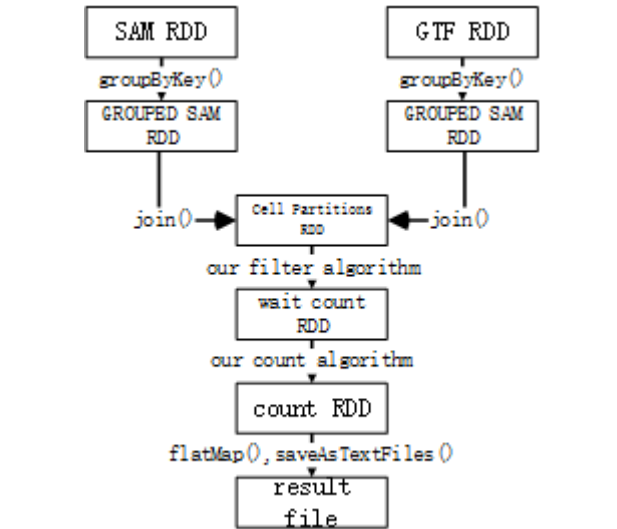 SAM RDD
GTF RDD
groupByKey()
groupByKey()
GROUPED SAM
RDD
GROUPED SAM
RDD
join()
Cell Partitions
RDD
join()
our filter algorithm
wait count
RDD
our count algorithm
count RDD
flatMap(),saveAsTextFiles()
result
file